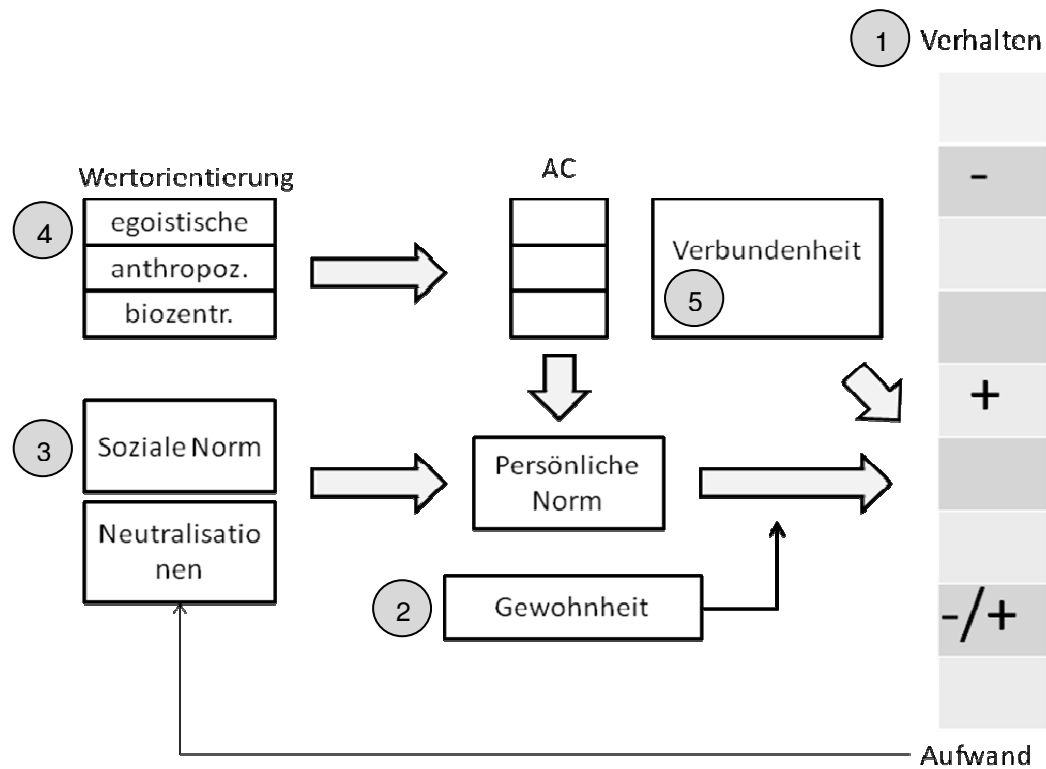 1 Verhalten
-
AC
Wertorientierung
4 egoistische
anthropoz.
biozentr.
Verbundenheit
5
+
3 Soziale Norm
Persönliche
Norm
Neutralisatio
nen
2 Gewohnheit
-/+
Aufwand